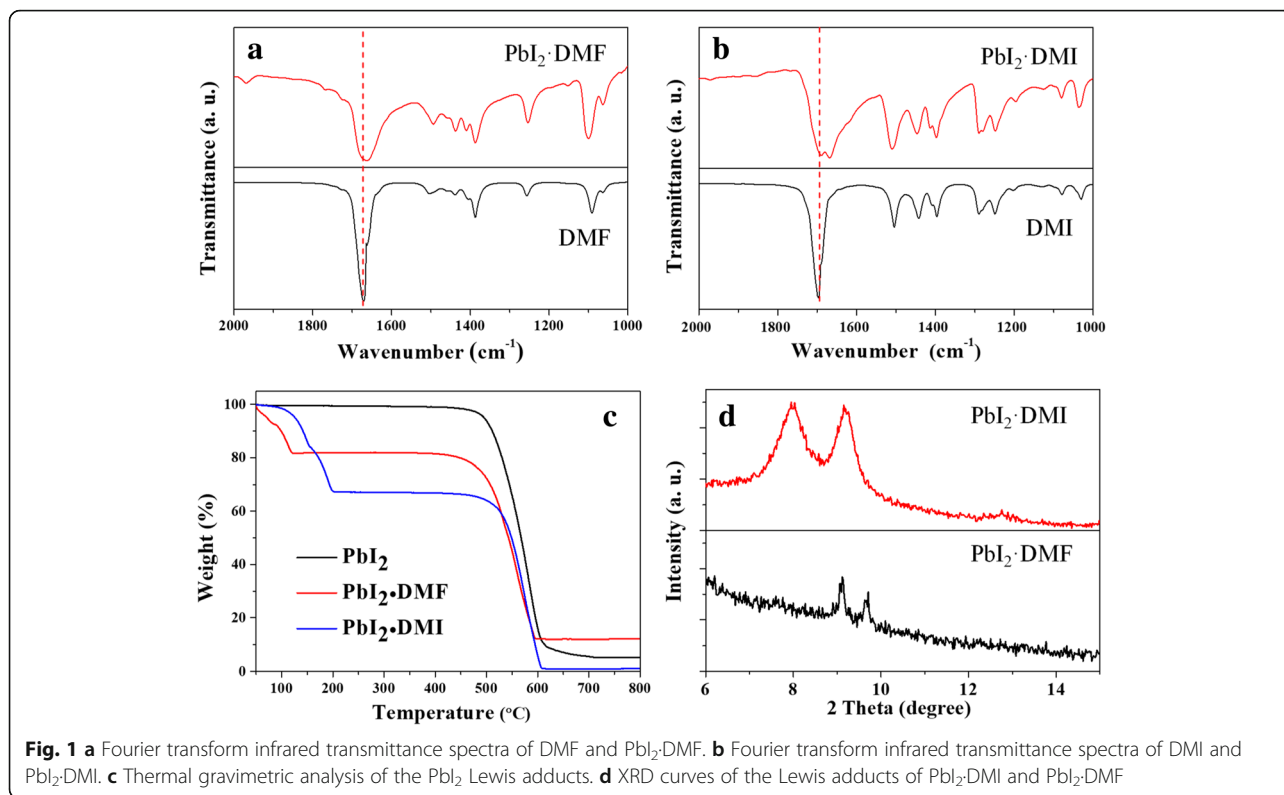 a
PbI₂·DMF
DMF
Transmittance (a. u.)
2000 1800 1600 1400 1200 1000
Wavenumber (cm⁻¹)
b
PbI₂·DMI
DMI
Transmittance (a. u.)
2000 1800 1600 1400 1200 1000
Wavenumber (cm⁻¹)
c
Weight (%)
100
80
60
40
20
0
PbI₂
PbI₂•DMF
PbI₂•DMI
100 200 300 400 500 600 700 800
Temperature (°C)
d
PbI₂·DMI
PbI₂·DMF
Intensity (a. u.)
6 8 10 12 14
2 Theta (degree)
Fig. 1 a Fourier transform infrared transmittance spectra of DMF and PbI₂·DMF. b Fourier transform infrared transmittance spectra of DMI and
PbI₂·DMI. c Thermal gravimetric analysis of the PbI₂ Lewis adducts. d XRD curves of the Lewis adducts of PbI₂·DMI and PbI₂·DMF